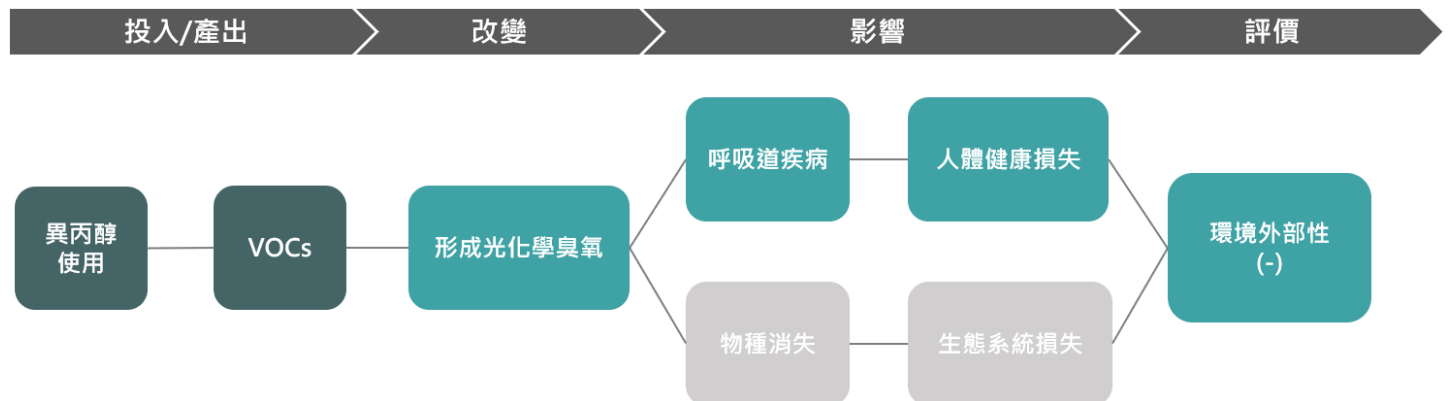 投入/產出
改變
影響
評價
異丙醇
使用
VOCs
形成光化學臭氧
呼吸道疾病
人體健康損失
物種消失
生態系統損失
環境外部性
(-)